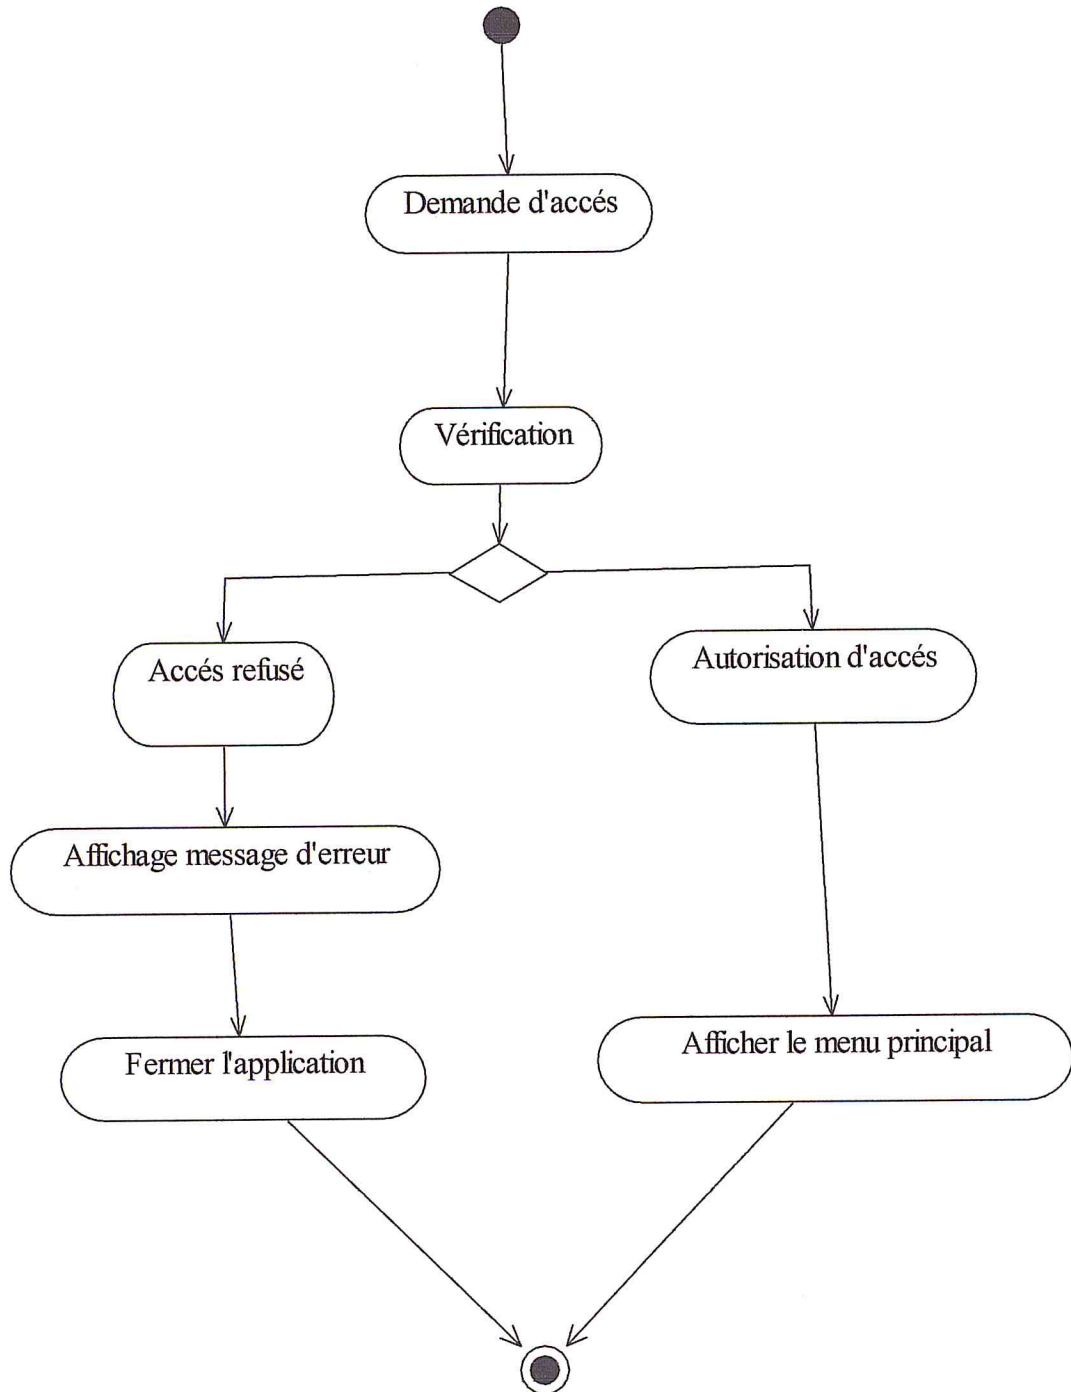 Demande d'accés
Vérification
Accés refusé
Autorisation d'accés
Affichage message d'erreur
Fermer l'application
Afficher le menu principal